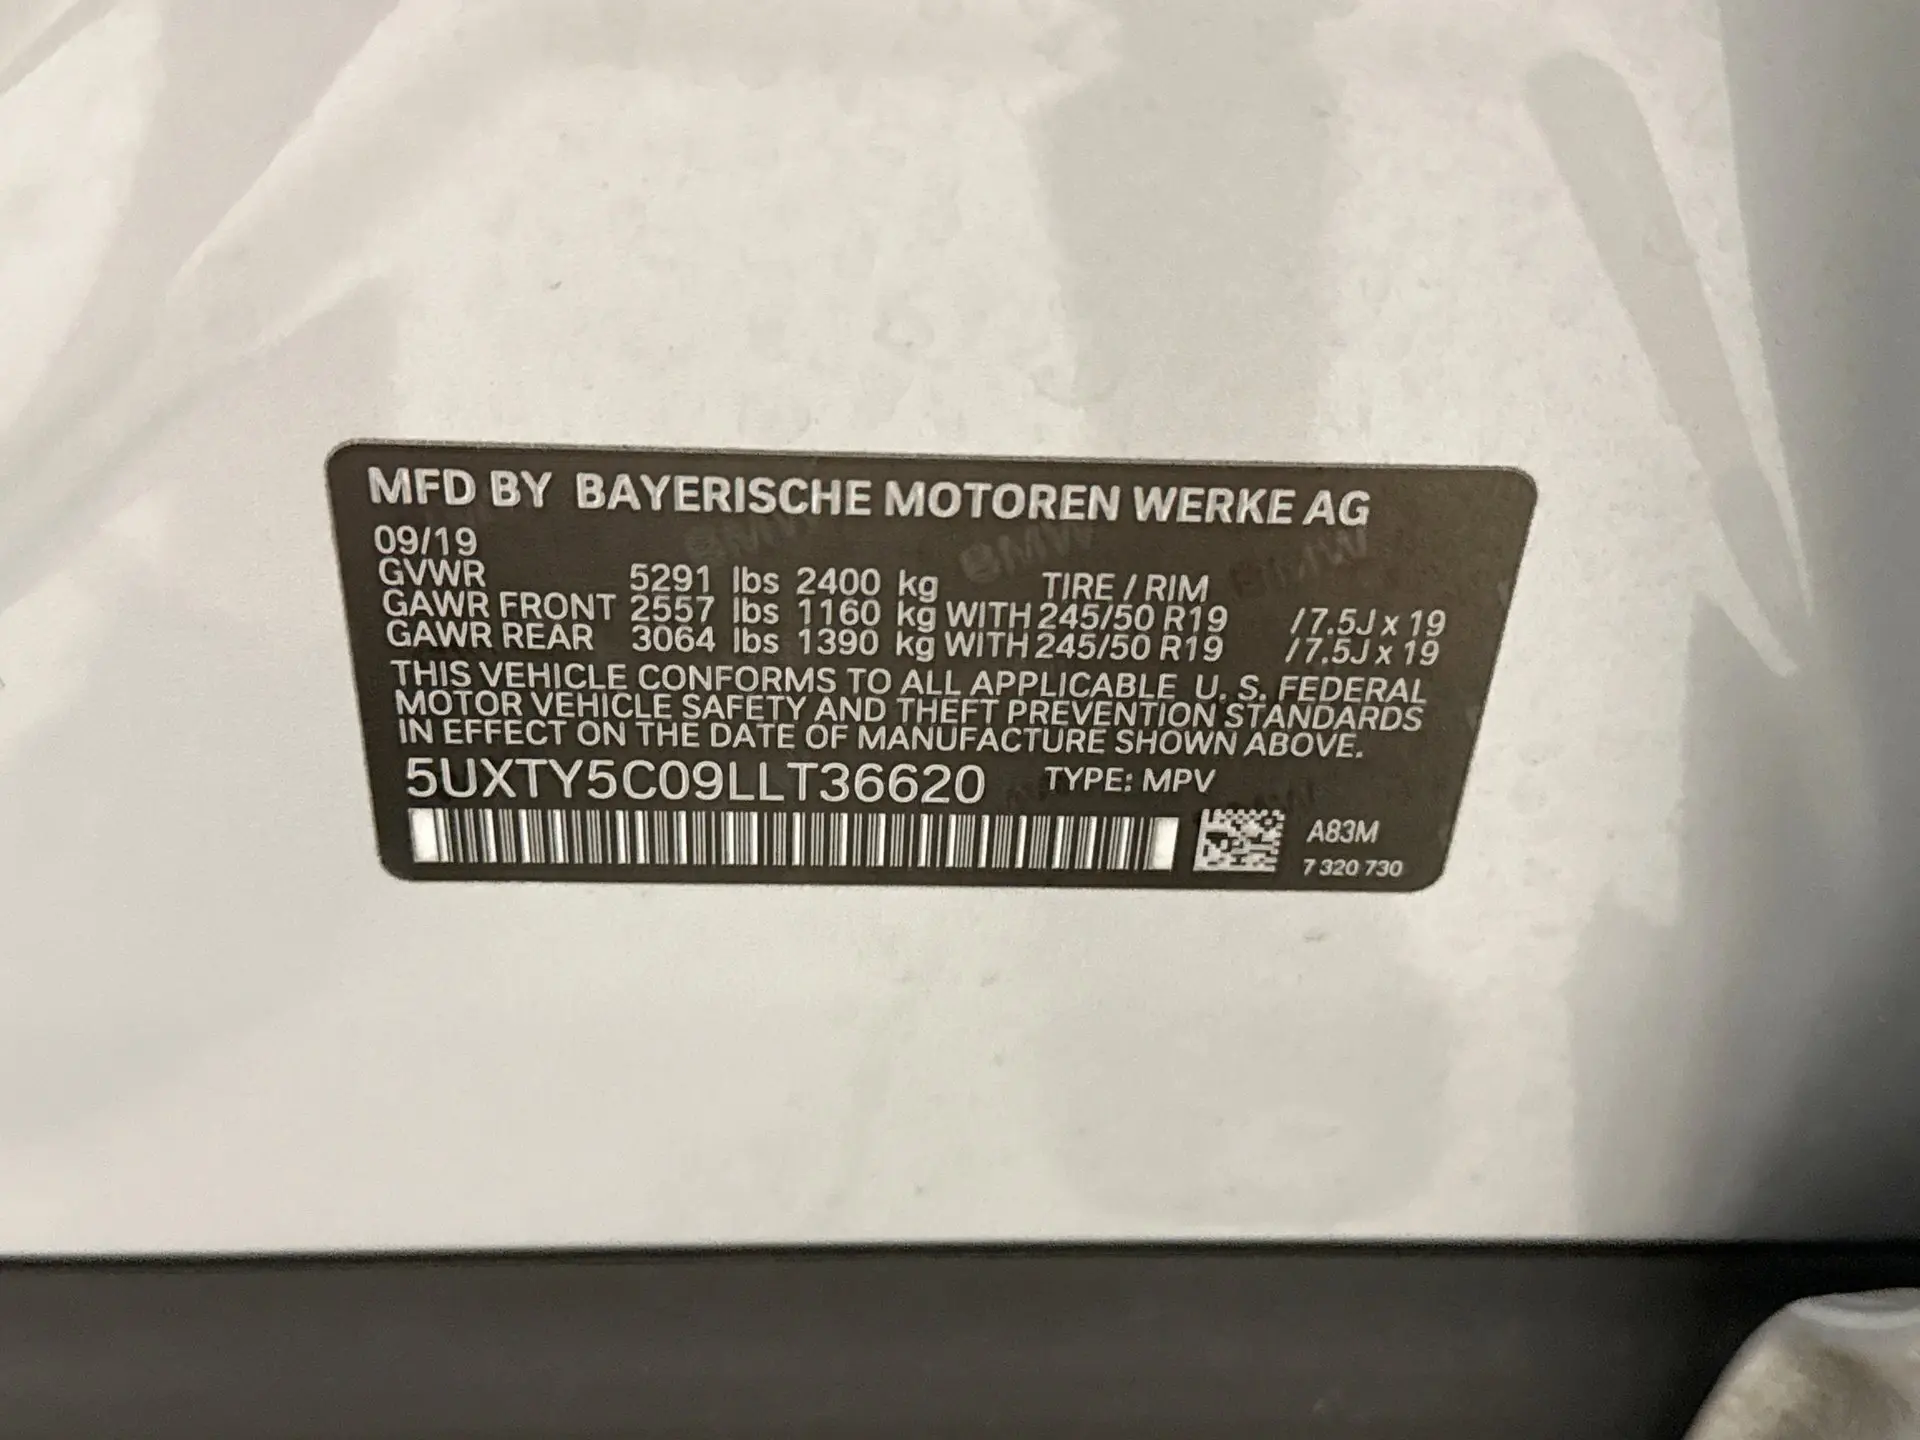 MFD BY BAYERISCHE MOTOREN WERKE AG
09/19
GVWR 5291 lbs 2400 kg TIRE / RIM
GAWR FRONT 2557 lbs 1160 kg WITH 245/50 R19 /7.5J x 19
GAWR REAR 3064 lbs 1390 kg WITH 245/50 R19 /7.5J x 19
THIS VEHICLE CONFORMS TO ALL APPLICABLE U. S. FEDERAL
MOTOR VEHICLE SAFETY AND THEFT PREVENTION STANDARDS
IN EFFECT ON THE DATE OF MANUFACTURE SHOWN ABOVE.
5UXTY5C09LLT36620 TYPE: MPV
A83M
7 320 730